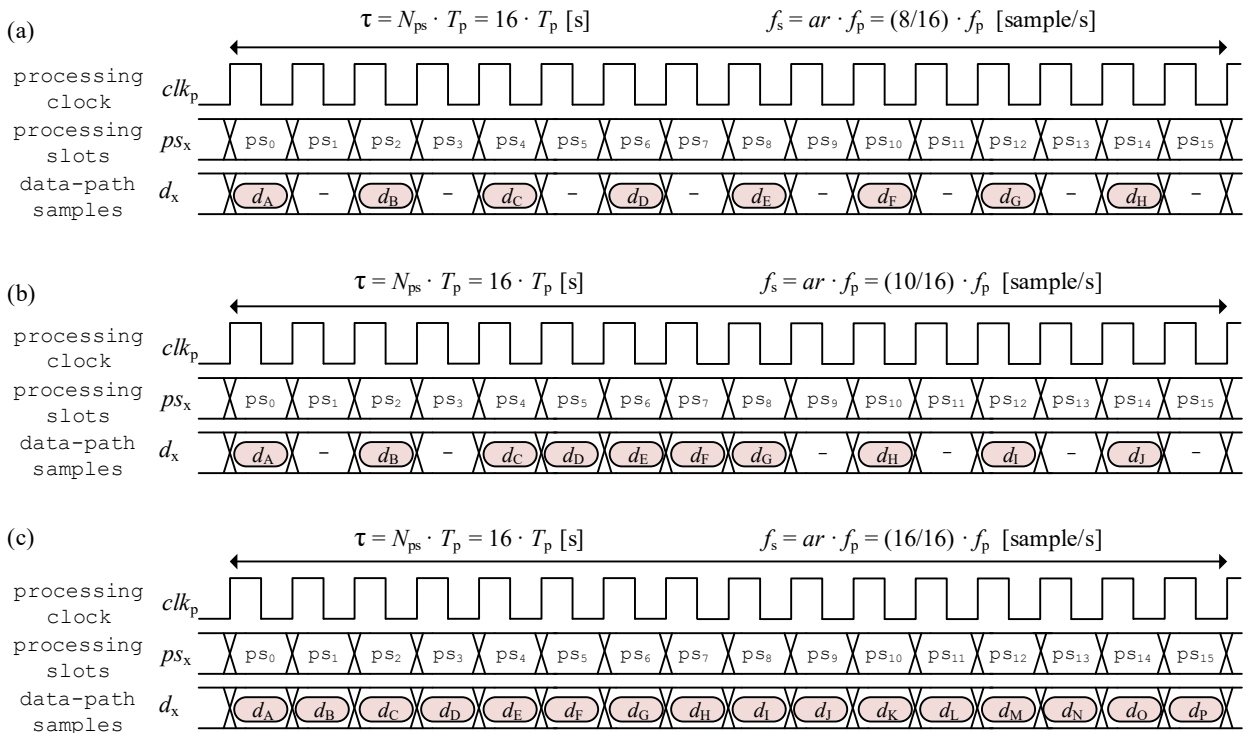 (a) τ = Nps · Tp = 16 · Tp [s] fs = ar · fp = (8/16) · fp [sample/s]
processing clock clkp
processing slots psx ps0 ps1 ps2 ps3 ps4 ps5 ps6 ps7 ps8 ps9 ps10 ps11 ps12 ps13 ps14 ps15
data-path samples dx dA – dB – dC – dD – dE – dF – dG – dH –
(b) τ = Nps · Tp = 16 · Tp [s] fs = ar · fp = (10/16) · fp [sample/s]
processing clock clkp
processing slots psx ps0 ps1 ps2 ps3 ps4 ps5 ps6 ps7 ps8 ps9 ps10 ps11 ps12 ps13 ps14 ps15
data-path samples dx dA – dB – dC dD dE dF dG – dH – dI – dJ –
(c) τ = Nps · Tp = 16 · Tp [s] fs = ar · fp = (16/16) · fp [sample/s]
processing clock clkp
processing slots psx ps0 ps1 ps2 ps3 ps4 ps5 ps6 ps7 ps8 ps9 ps10 ps11 ps12 ps13 ps14 ps15
data-path samples dx dA dB dC dD dE dF dG dH dI dJ dK dL dM dN dO dP